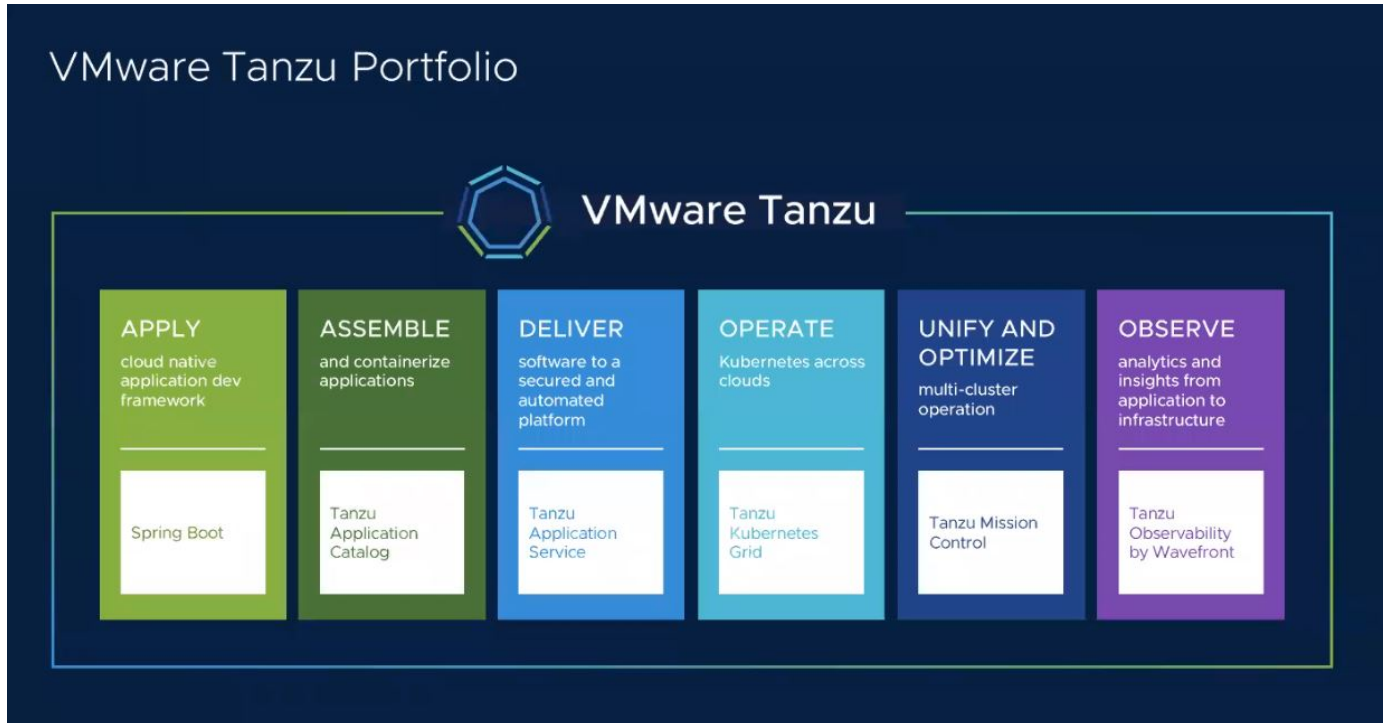 VMware Tanzu Portfolio
VMware Tanzu
APPLY
cloud native
application dev
framework
Spring Boot
ASSEMBLE
and containerize
applications
Tanzu
Application
Catalog
DELIVER
software to a
secured and
automated
platform
Tanzu
Application
Service
OPERATE
Kubernetes across
clouds
Tanzu
Kubernetes
Grid
UNIFY AND
OPTIMIZE
multi-cluster
operation
Tanzu Mission
Control
OBSERVE
analytics and
insights from
application to
infrastructure
Tanzu
Observability
by Wavefront